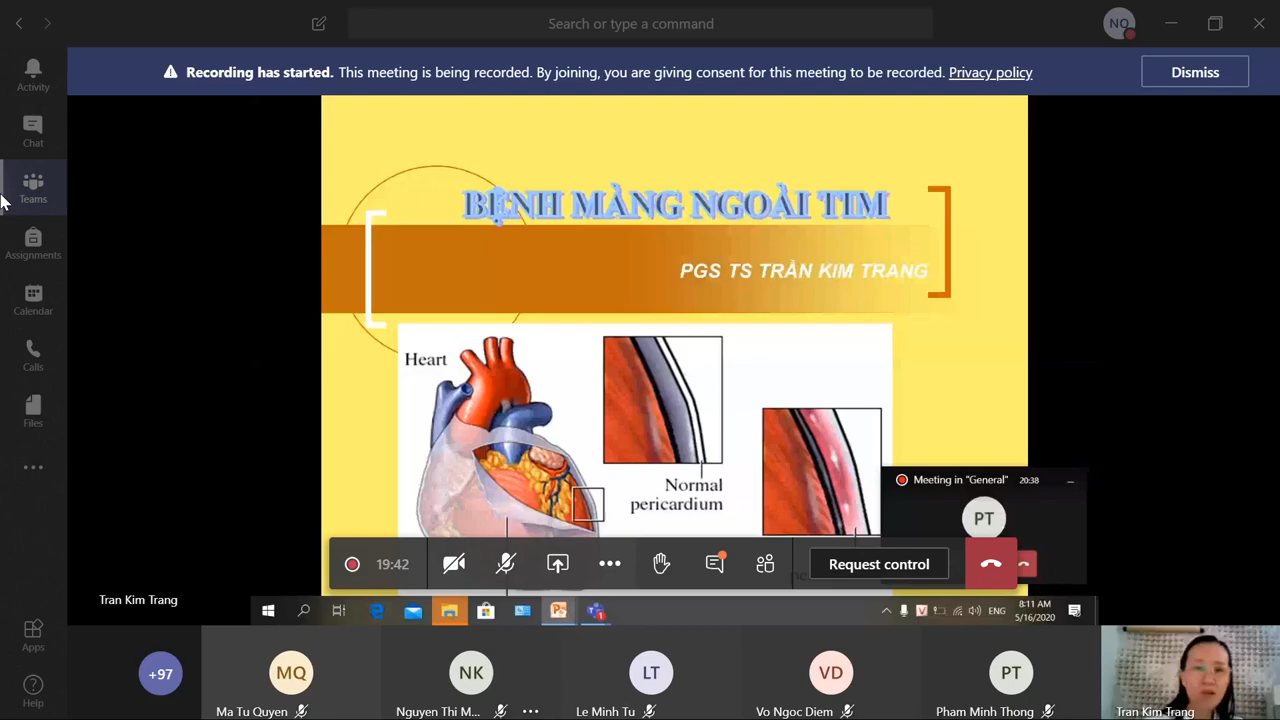 Search or type a command
NQ
Recording has started. This meeting is being recorded. By joining, you are giving consent for this meeting to be recorded. Privacy policy
Dismiss
Activity
Chat
Teams
Assignments
Calendar
Calls
Files
Apps
Help
BỆNH MÀNG NGOÀI TIM
PGS TS TRẦN KIM TRANG
Heart
Normal
pericardium
Meeting in "General"
20:38
PT
19:42
Request control
Tran Kim Trang
ENG
8:11 AM
5/16/2020
+97
MQ
NK
LT
VD
PT
Ma Tu Quyen
Nguyen Thi M...
Le Minh Tu
Vo Ngoc Diem
Pham Minh Thong
Tran Kim Trang